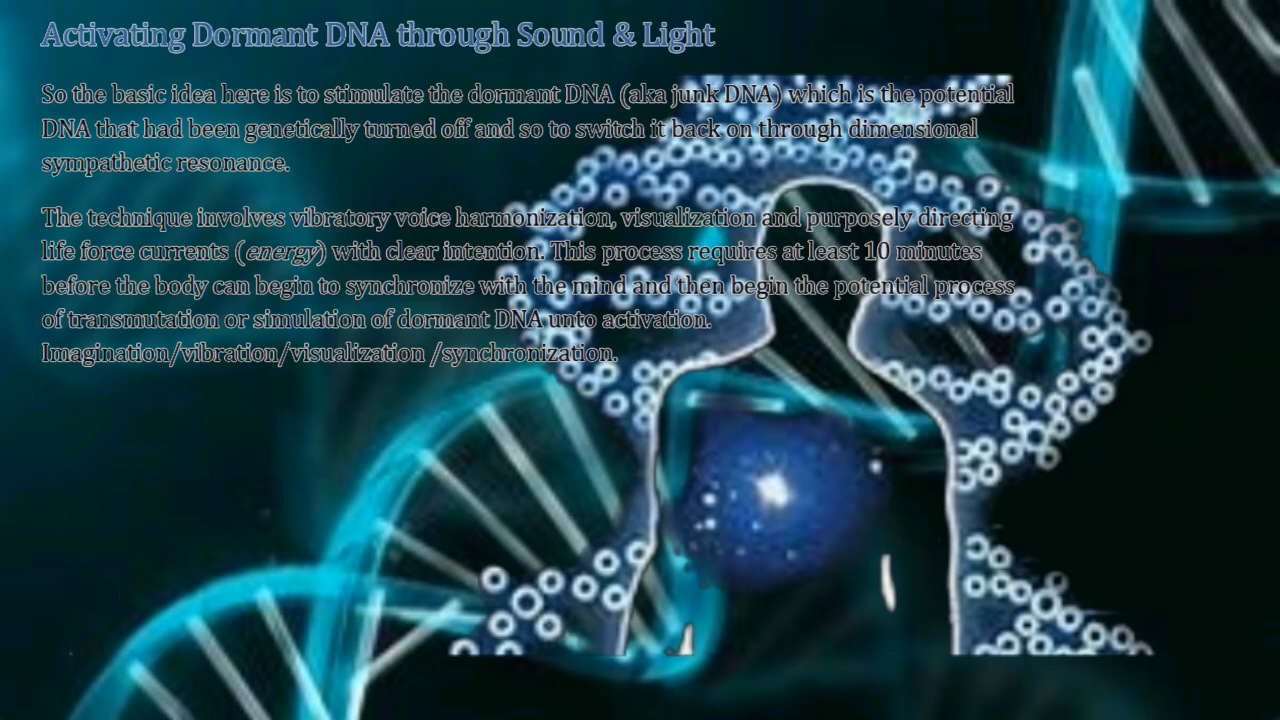 Activating Dormant DNA through Sound & Light
So the basic idea here is to stimulate the dormant DNA (aka junk DNA) which is the potential
DNA that had been genetically turned off and so to switch it back on through dimensional
sympathetic resonance.
The technique involves vibratory voice harmonization, visualization and purposely directing
life force currents (energy) with clear intention. This process requires at least 10 minutes
before the body can begin to synchronize with the mind and then begin the potential process
of transmutation or simulation of dormant DNA unto activation.
Imagination/vibration/visualization /synchronization.